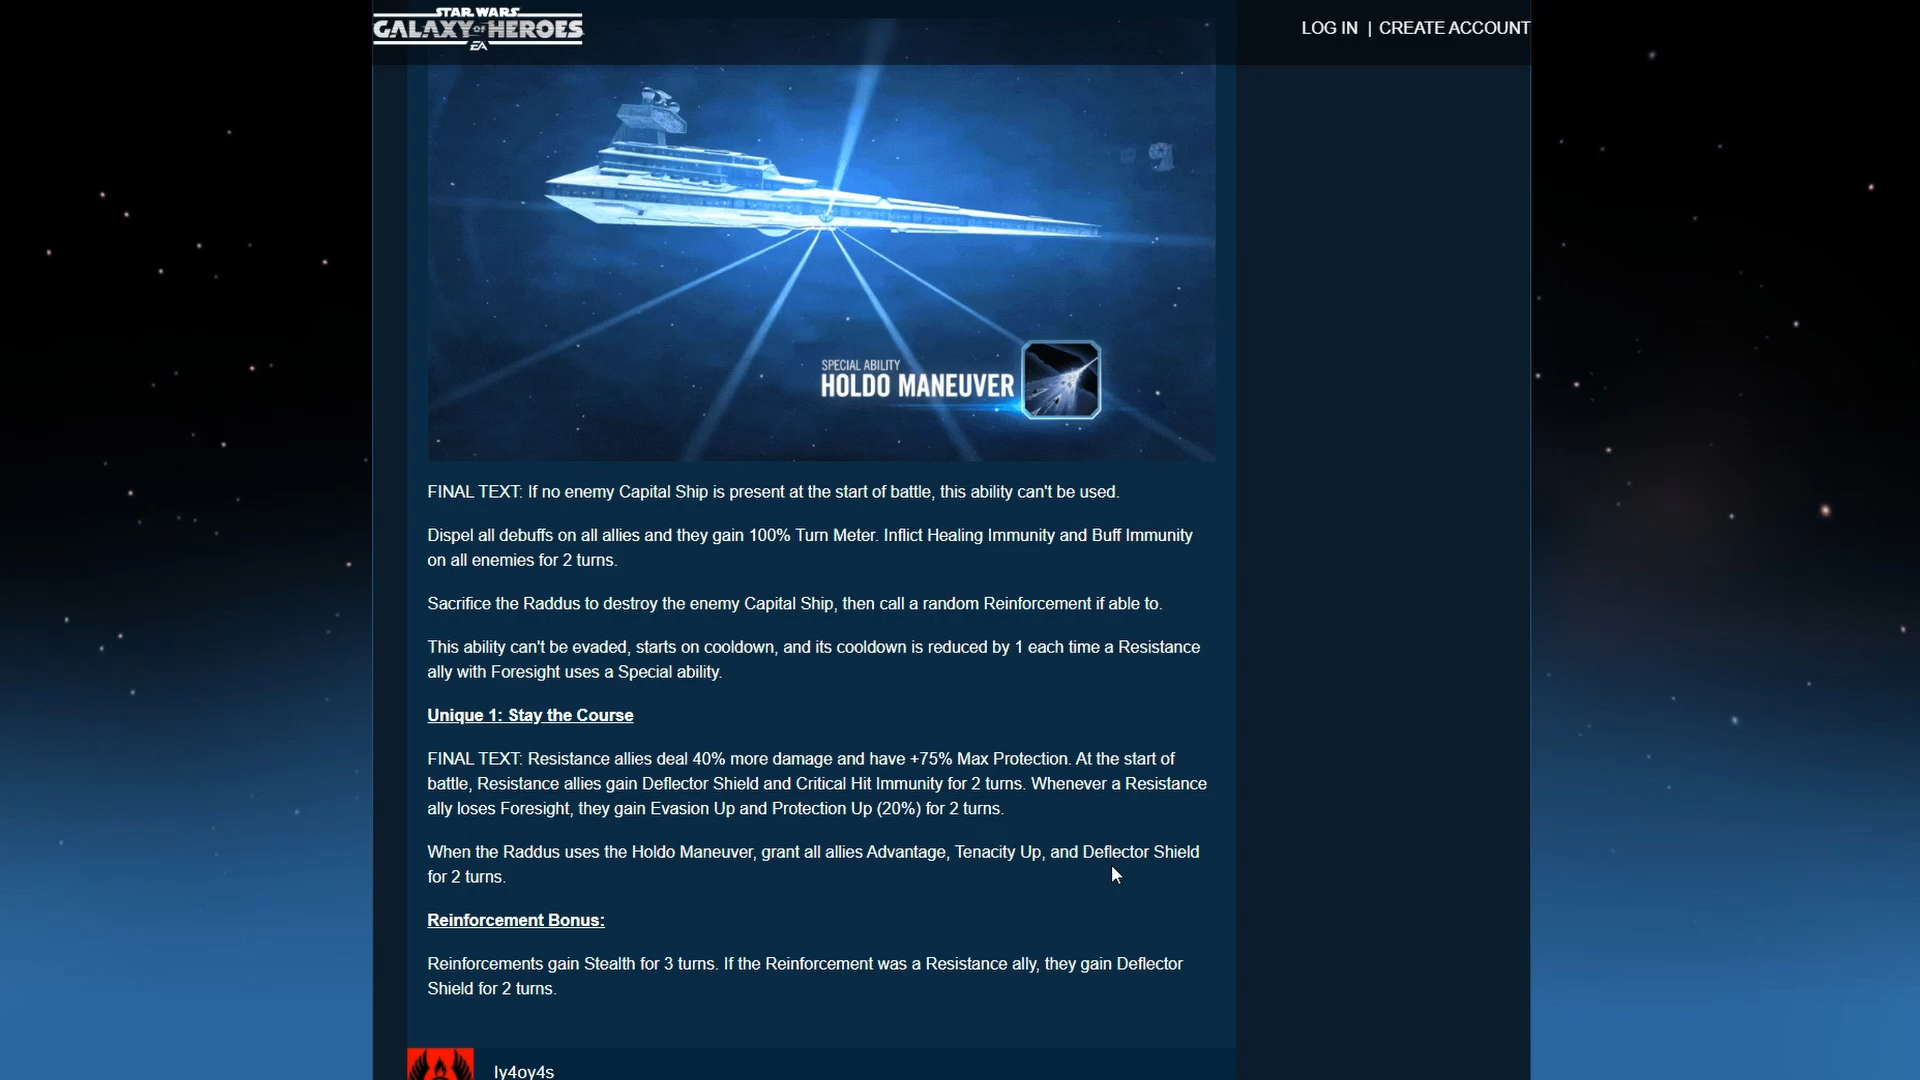 STAR WARS
GALAXY OF HEROES
EA
LOG IN | CREATE ACCOUNT
SPECIAL ABILITY
HOLDO MANEUVER
FINAL TEXT: If no enemy Capital Ship is present at the start of battle, this ability can't be used.
Dispel all debuffs on all allies and they gain 100% Turn Meter. Inflict Healing Immunity and Buff Immunity
on all enemies for 2 turns.
Sacrifice the Raddus to destroy the enemy Capital Ship, then call a random Reinforcement if able to.
This ability can't be evaded, starts on cooldown, and its cooldown is reduced by 1 each time a Resistance
ally with Foresight uses a Special ability.
Unique 1: Stay the Course
FINAL TEXT: Resistance allies deal 40% more damage and have +75% Max Protection. At the start of
battle, Resistance allies gain Deflector Shield and Critical Hit Immunity for 2 turns. Whenever a Resistance
ally loses Foresight, they gain Evasion Up and Protection Up (20%) for 2 turns.
When the Raddus uses the Holdo Maneuver, grant all allies Advantage, Tenacity Up, and Deflector Shield
for 2 turns.
Reinforcement Bonus:
Reinforcements gain Stealth for 3 turns. If the Reinforcement was a Resistance ally, they gain Deflector
Shield for 2 turns.
ly4oy4s